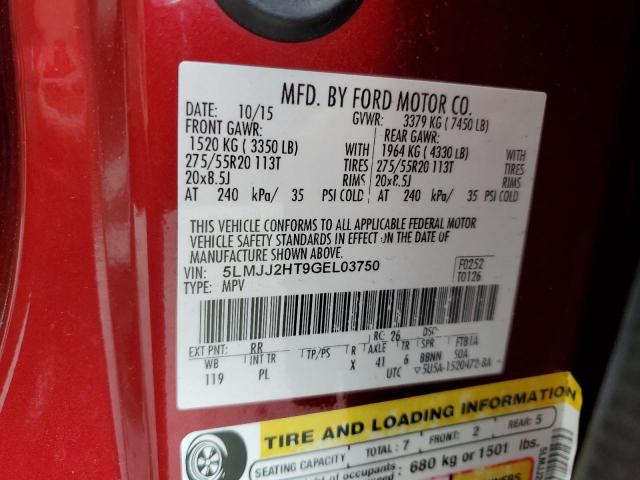 MFD. BY FORD MOTOR CO.
DATE: 10/15 GVWR: 3379 KG ( 7450 LB)
FRONT GAWR: REAR GAWR:
1520 KG ( 3350 LB) WITH 1964 KG ( 4330 LB) WITH
275/55R20 113T TIRES 275/55R20 113T TIRES
20x8.5J RIMS 20x8.5J RIMS
AT 240 kPa/ 35 PSI COLD AT 240 kPa/ 35 PSI COLD
THIS VEHICLE CONFORMS TO ALL APPLICABLE FEDERAL MOTOR
VEHICLE SAFETY STANDARDS IN EFFECT ON THE DATE OF
MANUFACTURE SHOWN ABOVE.
VIN: 5LMJJ2HT9GEL03750 F0252
TYPE: MPV T0126
EXT PNT: RR RC: 26 DSO:
WB INT TR TP/PS R AXLE TR SPR FTB1A
119 PL X 41 6 BBNN 50A
UTC ▽5U5A-1520472-BA
TIRE AND LOADING INFORMATION
SEATING CAPACITY TOTAL: 7 FRONT: 2 REAR: 5
of occupants 680 kg or 1501 lbs.